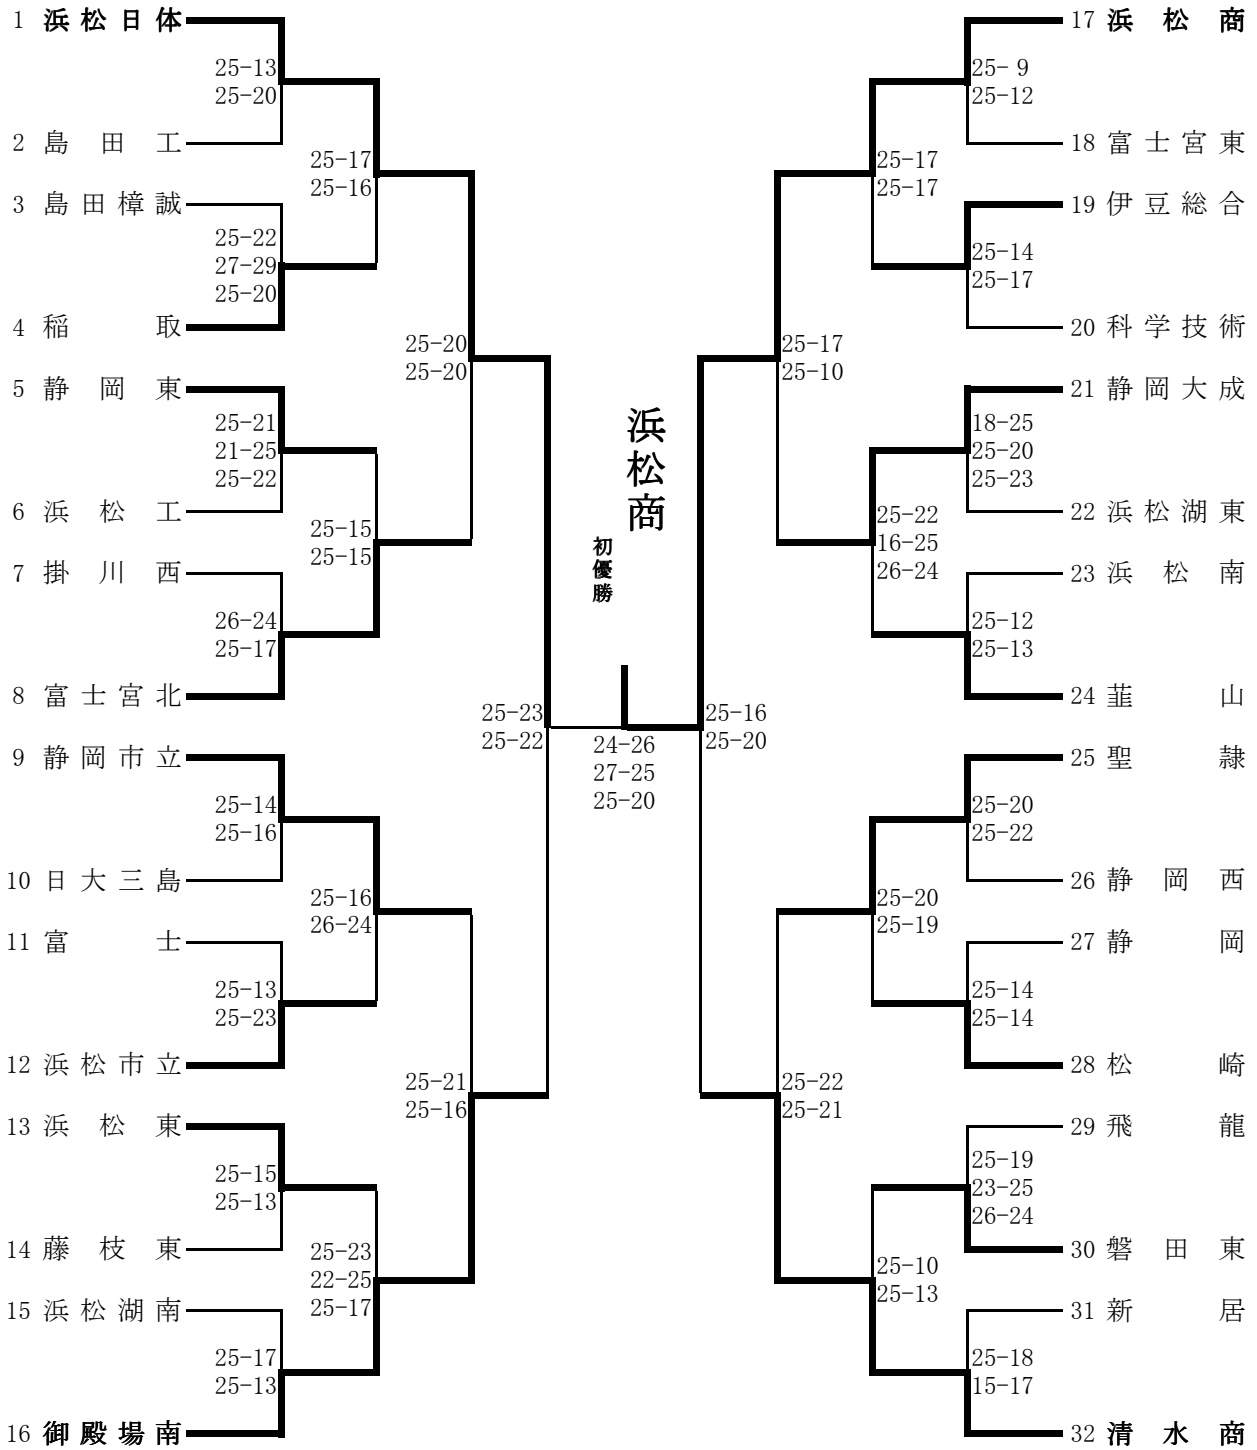 1 浜松日体
25-13
25-20
2 島田工
25-17
25-16
3 島田樟誠
25-22
27-29
25-20
4 稲取
25-20
25-20
5 静岡東
25-21
21-25
25-22
6 浜松工
25-15
25-15
7 掛川西
26-24
25-17
8 富士宮北
25-23
25-22
9 静岡市立
25-14
25-16
10 日大三島
25-16
26-24
11 富士
25-13
25-23
12 浜松市立
25-21
25-16
13 浜松東
25-15
25-13
14 藤枝東
25-23
22-25
25-17
15 浜松湖南
25-17
25-13
16 御殿場南
浜松商
初優勝
24-26
27-25
25-20
17 浜松商
25- 9
25-12
18 富士宮東
25-17
25-17
19 伊豆総合
25-14
25-17
20 科学技術
25-17
25-10
21 静岡大成
18-25
25-20
25-23
22 浜松湖東
25-22
16-25
26-24
23 浜松南
25-12
25-13
24 韮山
25-16
25-20
25 聖隷
25-20
25-22
26 静岡西
25-20
25-19
27 静岡
25-14
25-14
28 松崎
25-22
25-21
29 飛龍
25-19
23-25
26-24
30 磐田東
25-10
25-13
31 新居
25-18
15-17
32 清水商